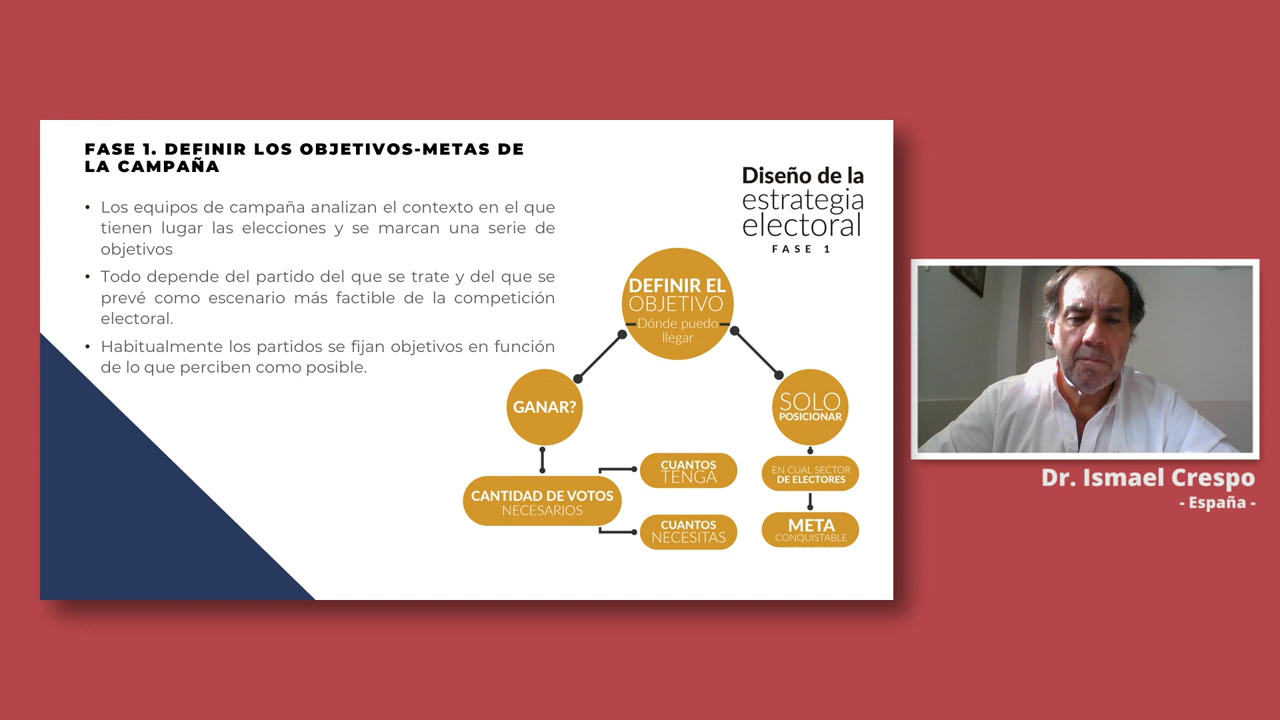 FASE 1. DEFINIR LOS OBJETIVOS-METAS DE
LA CAMPAÑA
• Los equipos de campaña analizan el contexto en el que
tienen lugar las elecciones y se marcan una serie de
objetivos
• Todo depende del partido del que se trate y del que se
prevé como escenario más factible de la competición
electoral.
• Habitualmente los partidos se fijan objetivos en función
de lo que perciben como posible.
Diseño de la
estrategia
electoral
FASE 1
DEFINIR EL
OBJETIVO
Dónde puedo
llegar
GANAR?
SOLO
POSICIONAR
CANTIDAD DE VOTOS
NECESARIOS
CUANTOS
TENGA
CUANTOS
NECESITAS
EN CUAL SECTOR
DE ELECTORES
META
CONQUISTABLE
Dr. Ismael Crespo
- España -